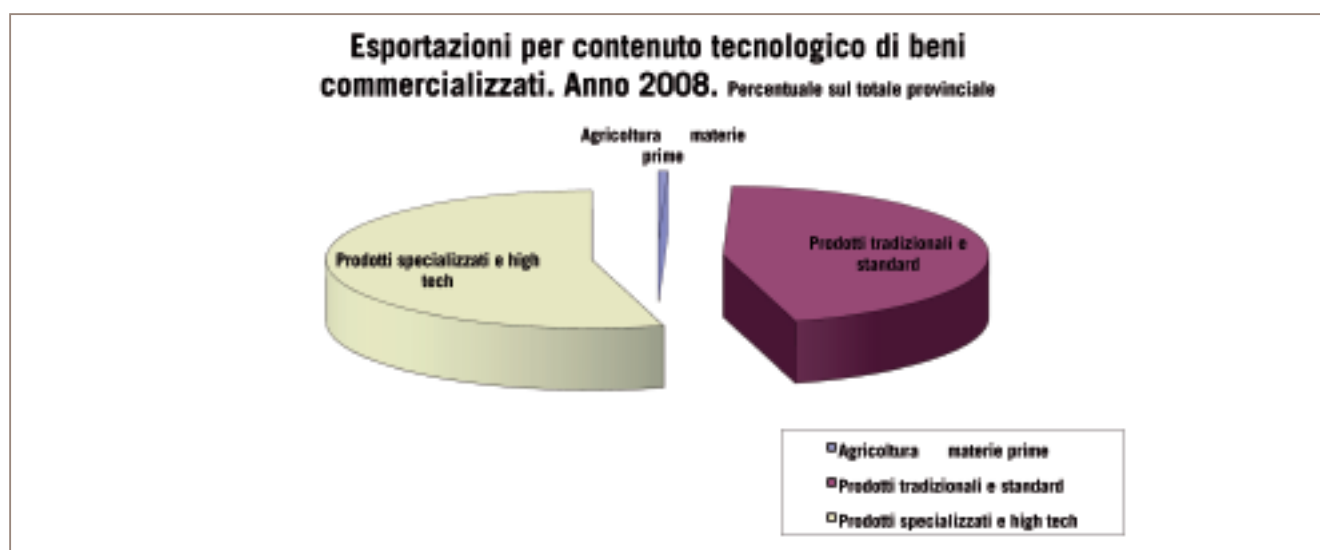 Esportazioni per contenuto tecnologico di beni
commercializzati. Anno 2008. Percentuale sul totale provinciale
Agricoltura materie
prime
Prodotti tradizionali e
standard
Prodotti specializzati e high
tech
Agricoltura materie prime
Prodotti tradizionali e standard
Prodotti specializzati e high tech